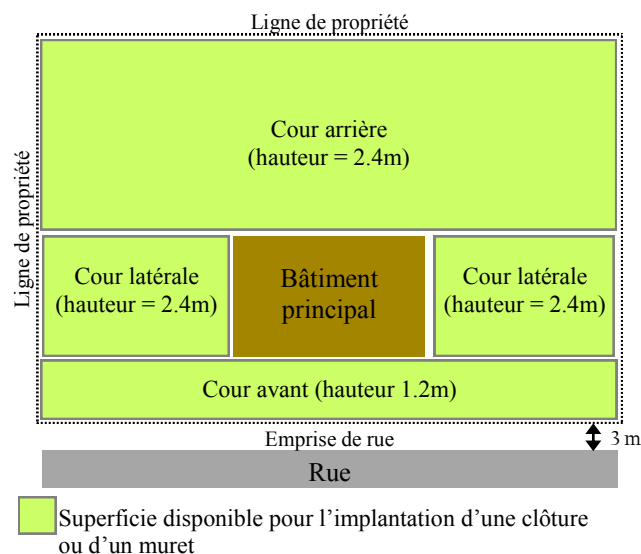 Ligne de propriété
Cour arrière
(hauteur = 2.4m)
Ligne de propriété
Cour latérale
(hauteur = 2.4m)
Bâtiment
principal
Cour latérale
(hauteur = 2.4m)
Cour avant (hauteur 1.2m)
Emprise de rue
3 m
Rue
Superficie disponible pour l’implantation d’une clôture
ou d’un muret